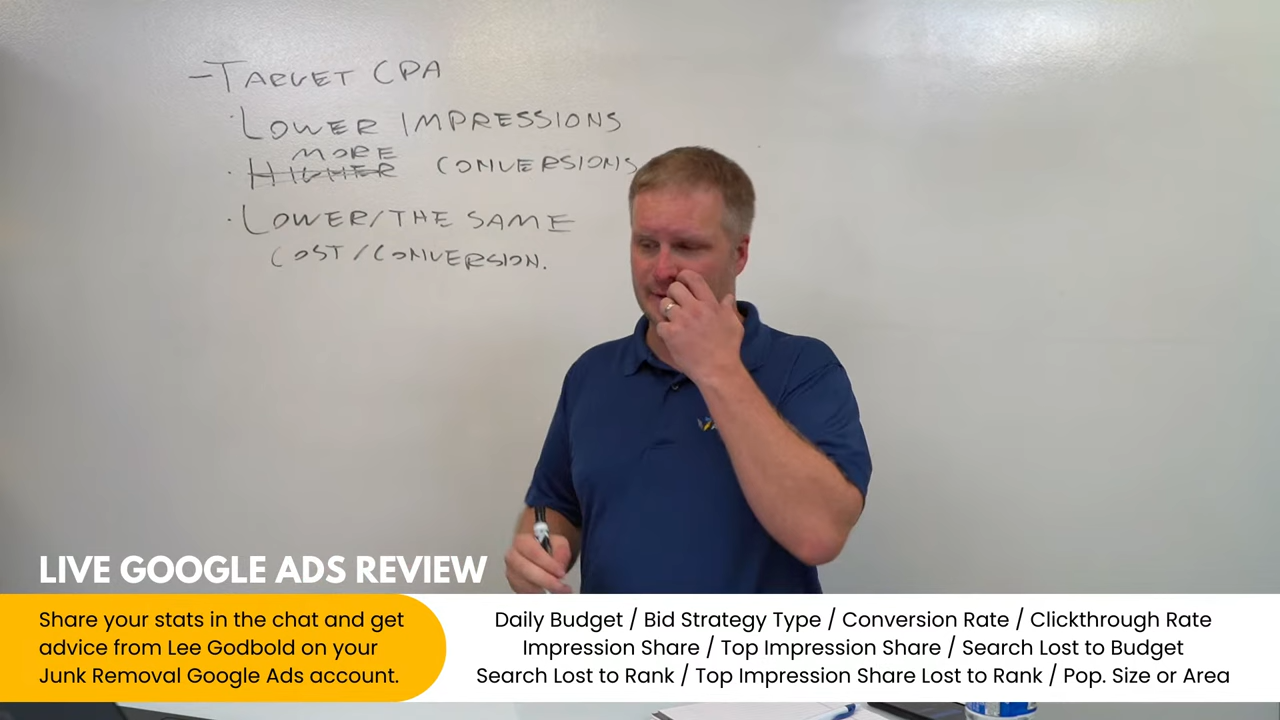 - TARGET CPA
· LOWER IMPRESSIONS
MORE
· HIGHER CONVERSIONS
· LOWER/THE SAME
COST/CONVERSION.
LIVE GOOGLE ADS REVIEW
Share your stats in the chat and get
advice from Lee Godbold on your
Junk Removal Google Ads account.
Daily Budget / Bid Strategy Type / Conversion Rate / Clickthrough Rate
Impression Share / Top Impression Share / Search Lost to Budget
Search Lost to Rank / Top Impression Share Lost to Rank / Pop. Size or Area